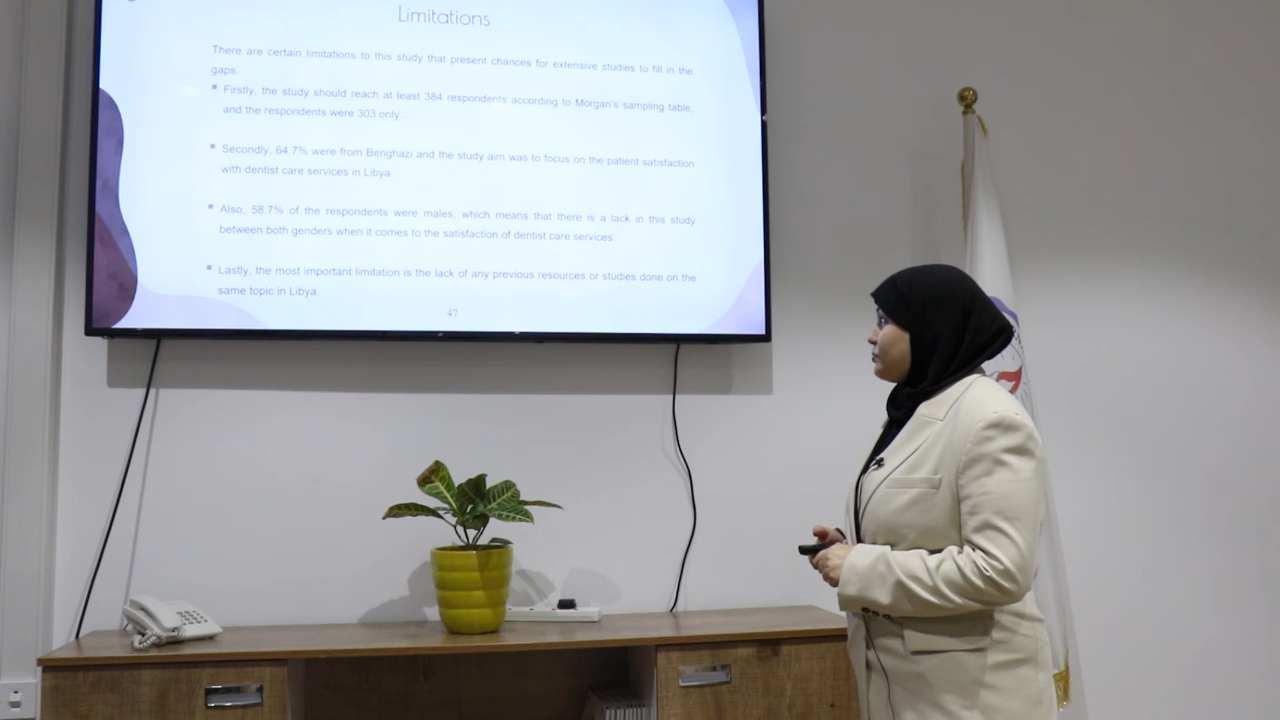 Limitations
There are certain limitations to this study that present chances for extensive studies to fill in the
gaps.
▪ Firstly, the study should reach at least 384 respondents according to Morgan's sampling table,
and the respondents were 303 only.
▪ Secondly, 64.7% were from Benghazi and the study aim was to focus on the patient satisfaction
with dentist care services in Libya.
▪ Also, 58.7% of the respondents were males, which means that there is a lack in this study
between both genders when it comes to the satisfaction of dentist care services.
▪ Lastly, the most important limitation is the lack of any previous resources or studies done on the
same topic in Libya.
47